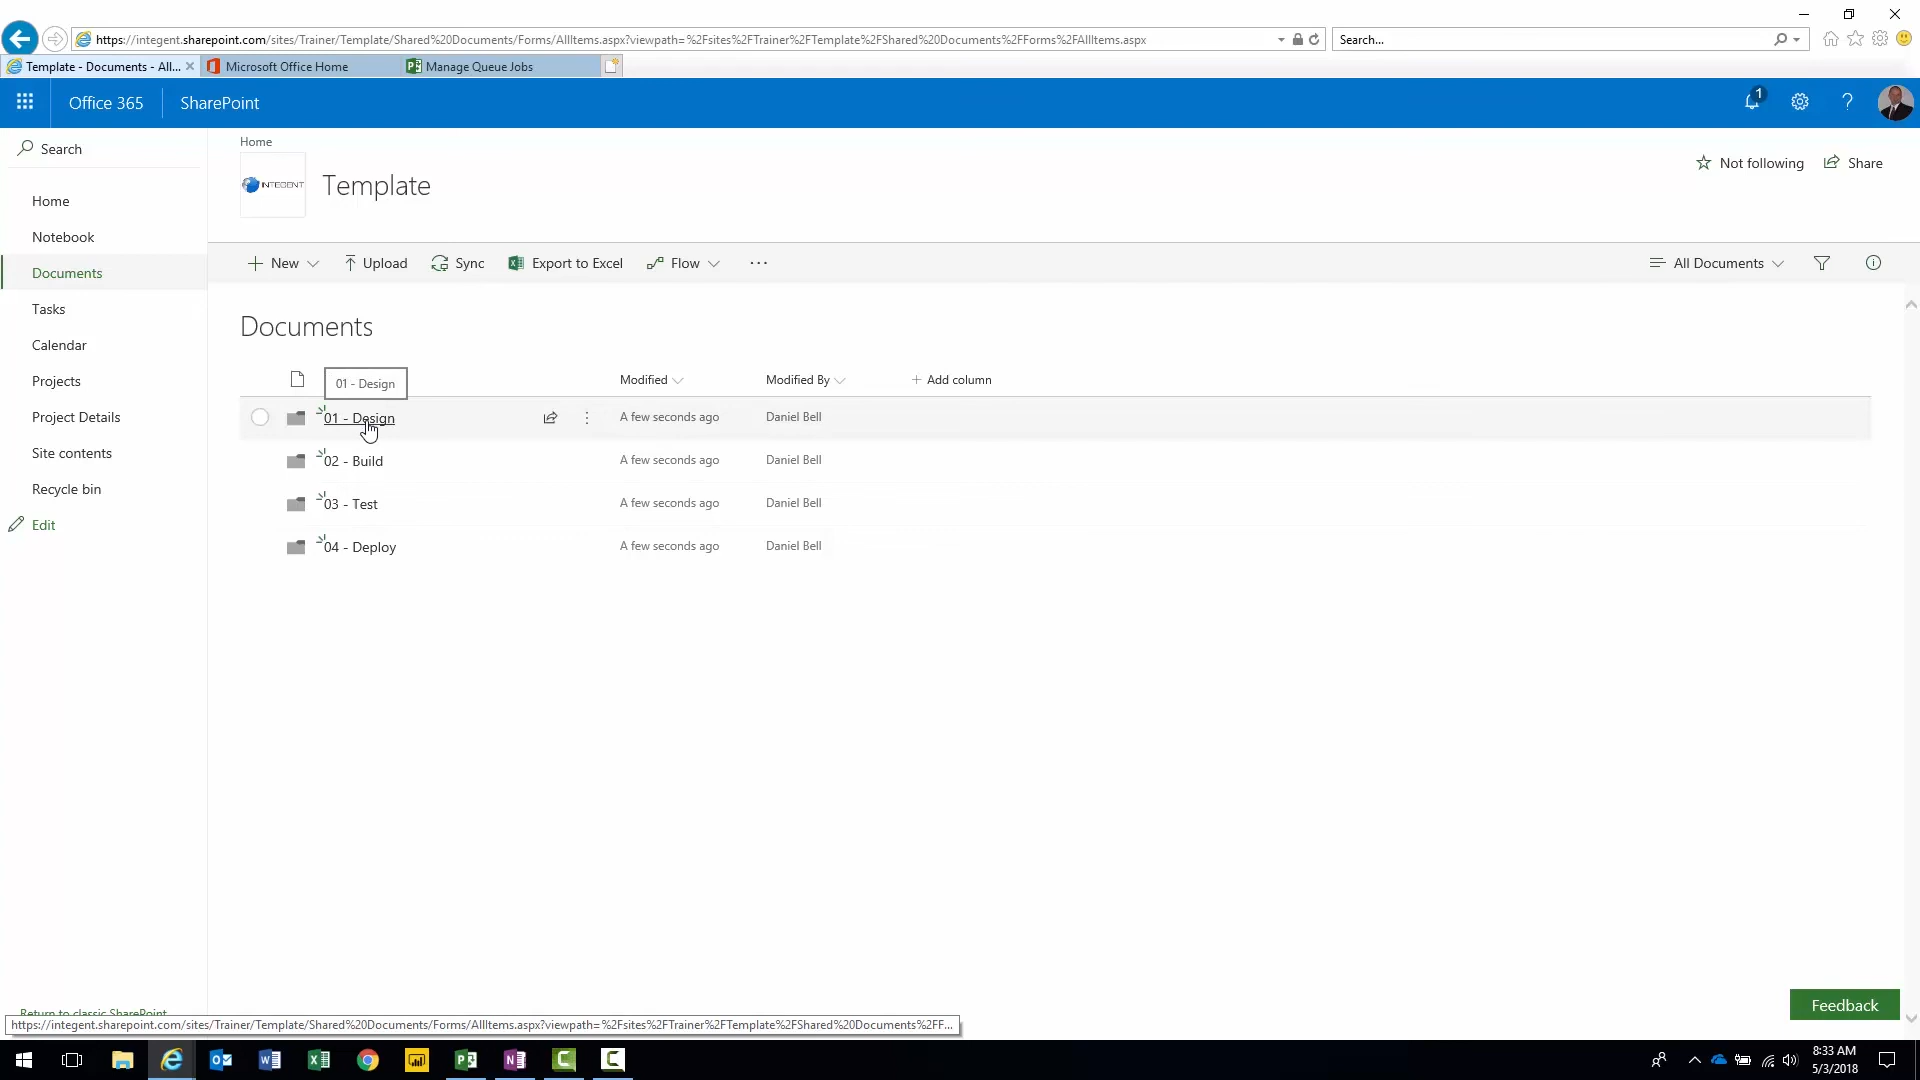 https://integent.sharepoint.com/sites/Trainer/Template/Shared%20Documents/Forms/AllItems.aspx?viewpath=%2Fsites%2FTrainer%2FTemplate%2FShared%20Documents%2FForms%2FAllItems.aspx
Search...
Template - Documents - All...
Microsoft Office Home
Manage Queue Jobs
Office 365
SharePoint
1
?
Search
Home
Notebook
Documents
Tasks
Calendar
Projects
Project Details
Site contents
Recycle bin
Edit
Return to classic SharePoint
Home
INTEGENT
Template
Not following
Share
New
Upload
Sync
Export to Excel
Flow
...
All Documents
Documents
01 - Design
Modified
Modified By
+ Add column
01 - Design
A few seconds ago
Daniel Bell
02 - Build
A few seconds ago
Daniel Bell
03 - Test
A few seconds ago
Daniel Bell
04 - Deploy
A few seconds ago
Daniel Bell
Feedback
https://integent.sharepoint.com/sites/Trainer/Template/Shared%20Documents/Forms/AllItems.aspx?viewpath=%2Fsites%2FTrainer%2FTemplate%2FShared%20Documents%2FF...
8:33 AM
5/3/2018